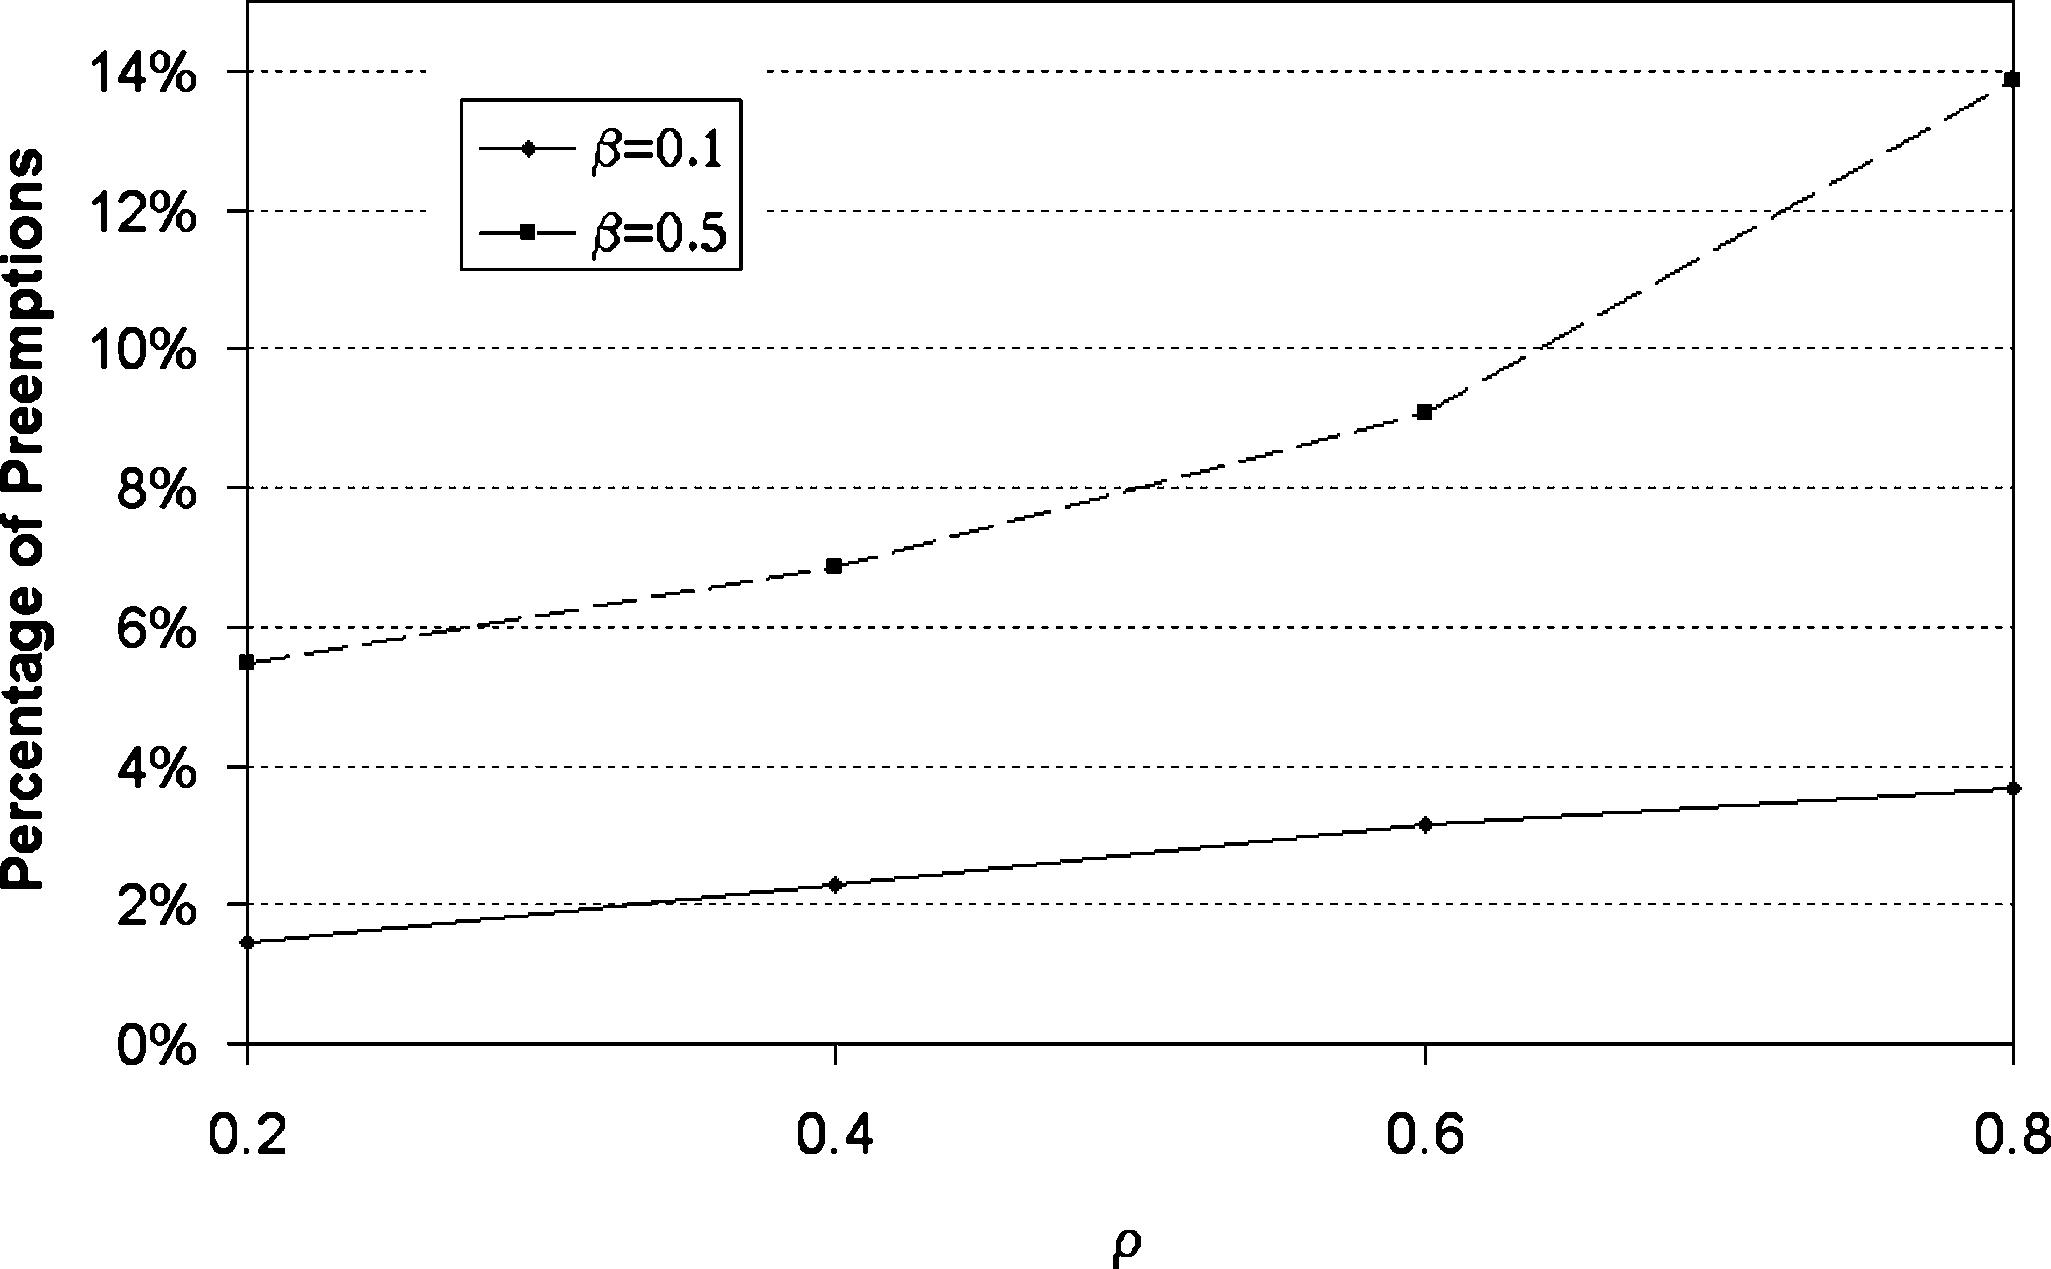 Percentage of Preemptions
14%
12%
10%
8%
6%
4%
2%
0%
β=0.1
β=0.5
0.2 0.4 0.6 0.8
ρ